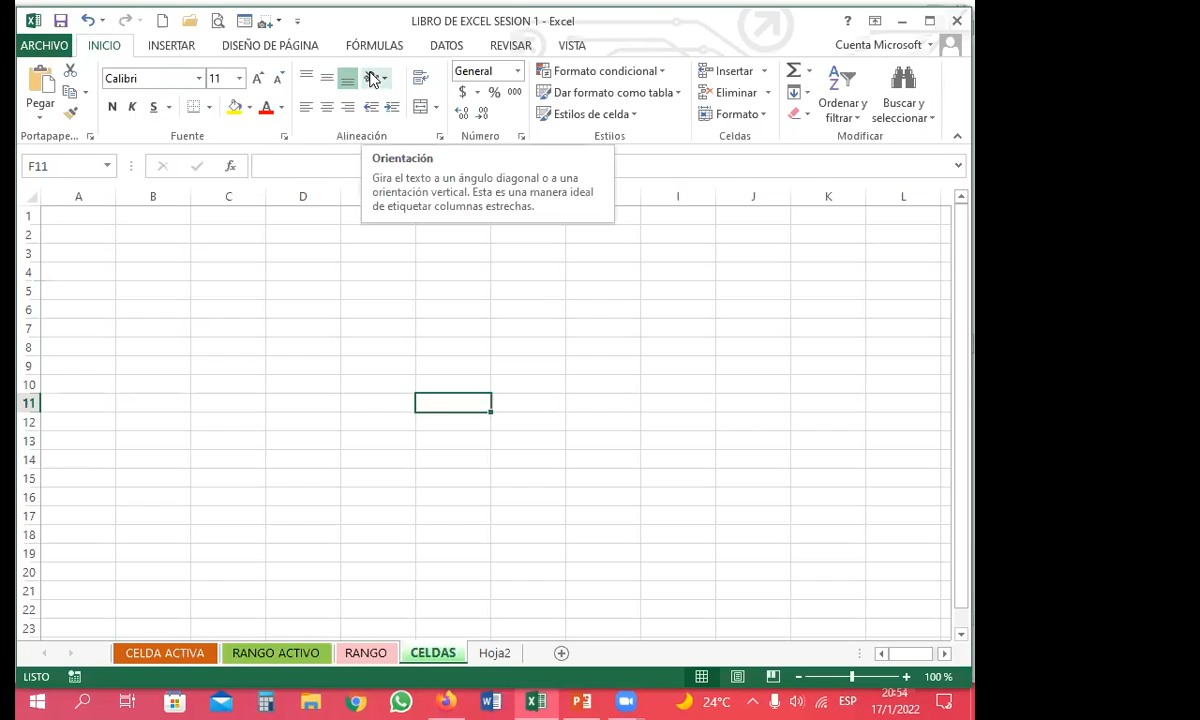 LIBRO DE EXCEL SESION 1 - Excel
ARCHIVO INICIO INSERTAR DISEÑO DE PÁGINA FÓRMULAS DATOS REVISAR VISTA Cuenta Microsoft
Pegar
Calibri 11
N K S
General
$ % 000
Formato condicional
Dar formato como tabla
Estilos de celda
Insertar
Eliminar
Formato
Ordenar y
filtrar
Buscar y
seleccionar
Portapape... Fuente Alineación Número Estilos Celdas Modificar
F11
Orientación
Gira el texto a un ángulo diagonal o a una
orientación vertical. Esta es una manera ideal
de etiquetar columnas estrechas.
A B C D I J K L
1
2
3
4
5
6
7
8
9
10
11
12
13
14
15
16
17
18
19
20
21
22
23
CELDA ACTIVA RANGO ACTIVO RANGO CELDAS Hoja2
LISTO 100 %
24°C ESP 20:54
17/1/2022